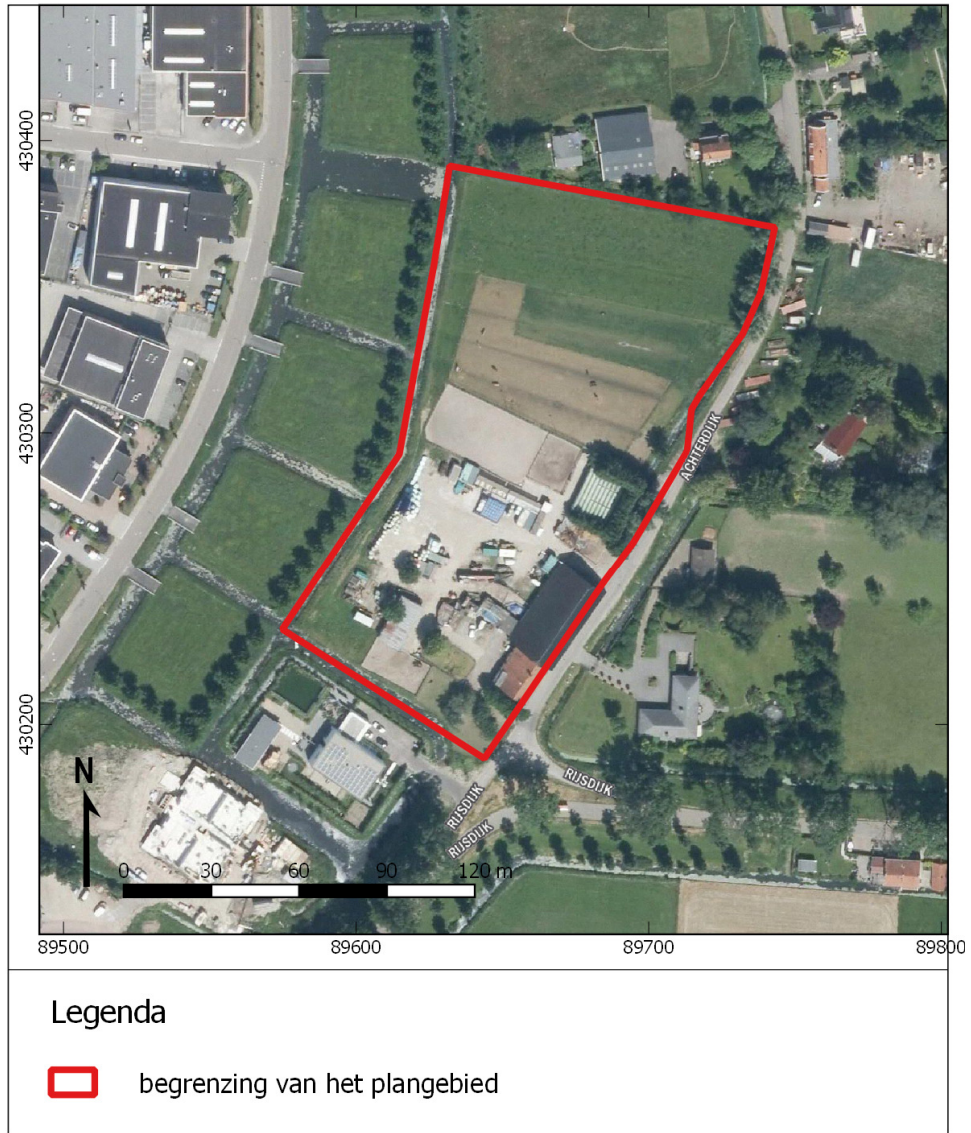 430400
430300
430200
ACHTERDIJK
RIJSDIJK
RIJSDIJK
RIJSDIJK
N
0 30 60 90 120 m
89500 89600 89700 89800
Legenda
begrenzing van het plangebied